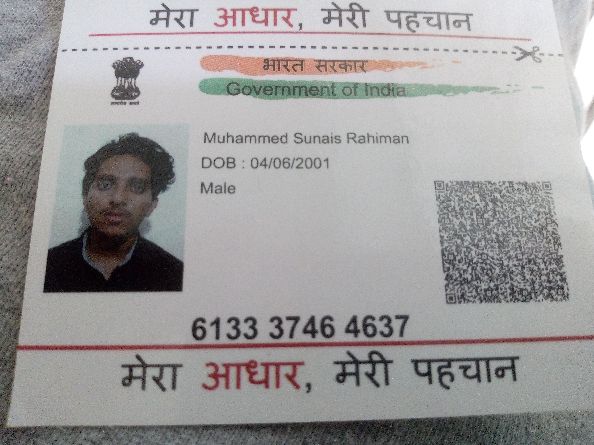 मेरा आधार, मेरी पहचान
भारत सरकार
Government of India
Muhammed Sunais Rahiman
DOB : 04/06/2001
Male
6133 3746 4637
मेरा आधार, मेरी पहचान